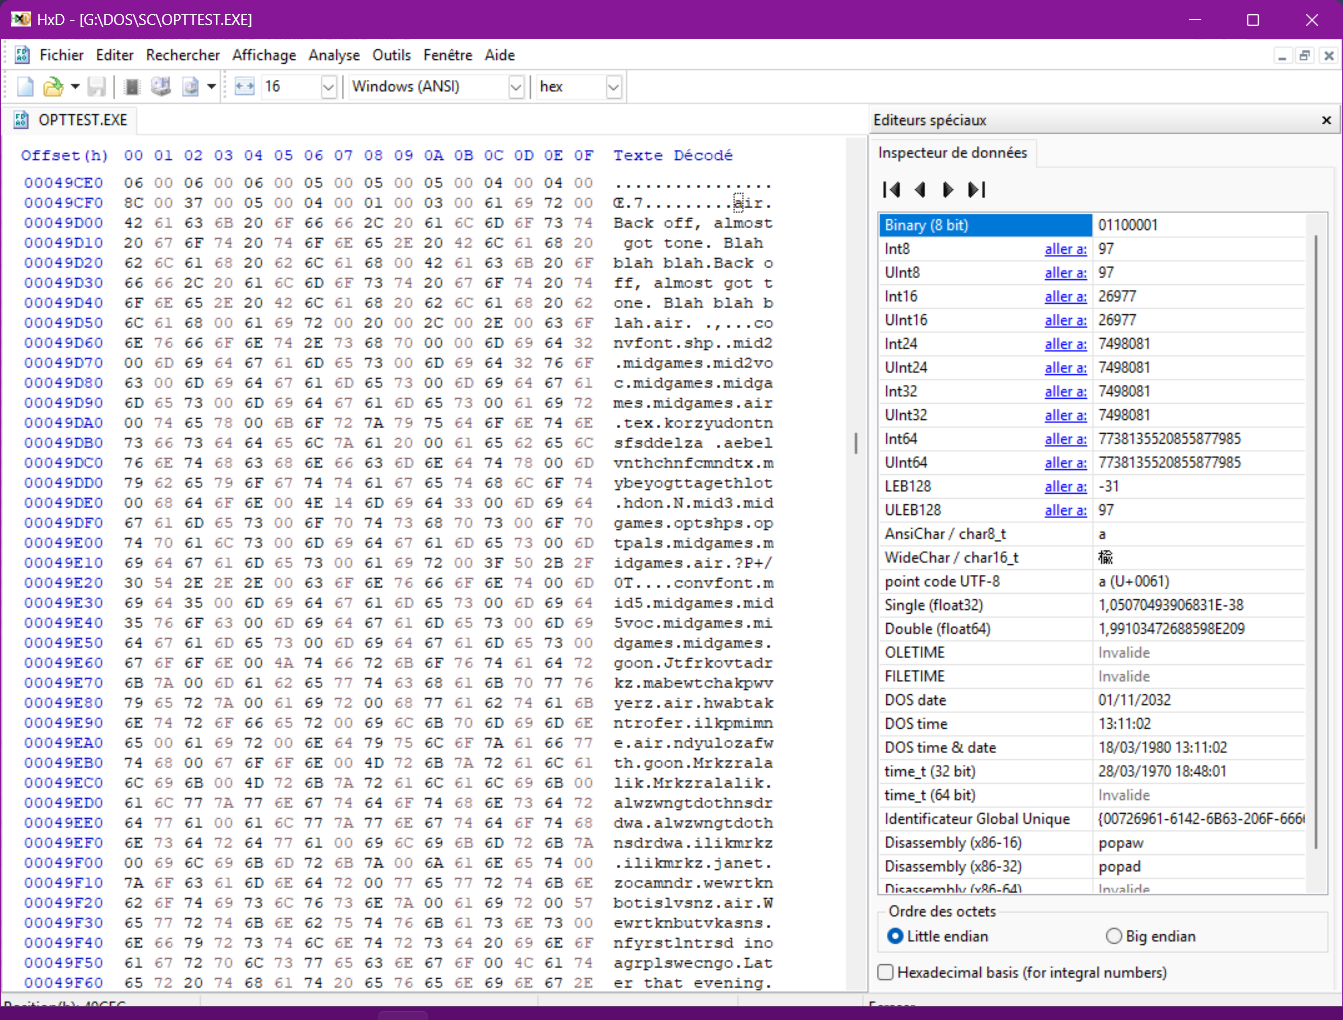 HxD - [G:\DOS\SC\OPTTEST.EXE]
Fichier Editer Rechercher Affichage Analyse Outils Fenêtre Aide
16 Windows (ANSI) hex
OPTTEST.EXE
Offset(h) 00 01 02 03 04 05 06 07 08 09 0A 0B 0C 0D 0E 0F Texte Décodé
00049CE0 06 00 06 00 06 00 05 00 05 00 05 00 04 00 04 00 ................
00049CF0 8C 00 37 00 05 00 04 00 01 00 03 00 61 69 72 00 Œ.7.........air.
00049D00 42 61 63 6B 20 6F 66 66 2C 20 61 6C 6D 6F 73 74 Back off, almost
00049D10 20 67 6F 74 20 74 6F 6E 65 2E 20 42 6C 61 68 20 got tone. Blah
00049D20 62 6C 61 68 20 62 6C 61 68 00 42 61 63 6B 20 6F blah blah.Back o
00049D30 66 66 2C 20 61 6C 6D 6F 73 74 20 67 6F 74 20 74 ff, almost got t
00049D40 6F 6E 65 2E 20 42 6C 61 68 20 62 6C 61 68 20 62 one. Blah blah b
00049D50 6C 61 68 00 61 69 72 00 20 00 2C 00 2E 00 63 6F lah.air. .,...co
00049D60 6E 76 66 6F 6E 74 2E 73 68 70 00 00 6D 69 64 32 nvfont.shp..mid2
00049D70 00 6D 69 64 67 61 6D 65 73 00 6D 69 64 32 76 6F .midgames.mid2vo
00049D80 63 00 6D 69 64 67 61 6D 65 73 00 6D 69 64 67 61 c.midgames.midga
00049D90 6D 65 73 00 6D 69 64 67 61 6D 65 73 00 61 69 72 mes.midgames.air
00049DA0 00 74 65 78 00 6B 6F 72 7A 79 75 64 6F 6E 74 6E .tex.korzyudontn
00049DB0 73 66 73 64 64 65 6C 7A 61 20 00 61 65 62 65 6C sfsddelza .aebel
00049DC0 76 6E 74 68 63 68 6E 66 63 6D 6E 64 74 78 00 6D vnthchnfcmndtx.m
00049DD0 79 62 65 79 6F 67 74 74 61 67 65 74 68 6C 6F 74 ybeyogttagethlot
00049DE0 00 68 64 6F 6E 00 4E 14 6D 69 64 33 00 6D 69 64 .hdon.N.mid3.mid
00049DF0 67 61 6D 65 73 00 6F 70 74 73 68 70 73 00 6F 70 games.optshps.op
00049E00 74 70 61 6C 73 00 6D 69 64 67 61 6D 65 73 00 6D tpals.midgames.m
00049E10 69 64 67 61 6D 65 73 00 61 69 72 00 3F 50 2B 2F idgames.air.?P+/
00049E20 30 54 2E 2E 2E 00 63 6F 6E 76 66 6F 6E 74 00 6D 0T....convfont.m
00049E30 69 64 35 00 6D 69 64 67 61 6D 65 73 00 6D 69 64 id5.midgames.mid
00049E40 35 76 6F 63 00 6D 69 64 67 61 6D 65 73 00 6D 69 5voc.midgames.mi
00049E50 64 67 61 6D 65 73 00 6D 69 64 67 61 6D 65 73 00 dgames.midgames.
00049E60 67 6F 6F 6E 00 4A 74 66 72 6B 6F 76 74 61 64 72 goon.Jtfrkovtadr
00049E70 6B 7A 00 6D 61 62 65 77 74 63 68 61 6B 70 77 76 kz.mabewtchakpwv
00049E80 79 65 72 7A 00 61 69 72 00 68 77 61 62 74 61 6B yerz.air.hwabtak
00049E90 6E 74 72 6F 66 65 72 00 69 6C 6B 70 6D 69 6D 6E ntrofer.ilkpmimn
00049EA0 65 00 61 69 72 00 6E 64 79 75 6C 6F 7A 61 66 77 e.air.ndyulozafw
00049EB0 74 68 00 67 6F 6F 6E 00 4D 72 6B 7A 72 61 6C 61 th.goon.Mrkzrala
00049EC0 6C 69 6B 00 4D 72 6B 7A 72 61 6C 61 6C 69 6B 00 lik.Mrkzralalik.
00049ED0 61 6C 77 7A 77 6E 67 74 64 6F 74 68 6E 73 64 72 alwzwngtdothnsdr
00049EE0 64 77 61 00 61 6C 77 7A 77 6E 67 74 64 6F 74 68 dwa.alwzwngtdoth
00049EF0 6E 73 64 72 64 77 61 00 69 6C 69 6B 6D 72 6B 7A nsdrdwa.ilikmrkz
00049F00 00 69 6C 69 6B 6D 72 6B 7A 00 6A 61 6E 65 74 00 .ilikmrkz.janet.
00049F10 7A 6F 63 61 6D 6E 64 72 00 77 65 77 72 74 6B 6E zocamndr.wewrtkn
00049F20 62 6F 74 69 73 6C 76 73 6E 7A 00 61 69 72 00 57 botislvsnz.air.W
00049F30 65 77 72 74 6B 6E 62 75 74 76 6B 61 73 6E 73 00 ewrtknbutvkasns.
00049F40 6E 66 79 72 73 74 6C 6E 74 72 73 64 20 69 6E 6F nfyrstlntrsd ino
00049F50 61 67 72 70 6C 73 77 65 63 6E 67 6F 00 4C 61 74 agrplswecngo.Lat
00049F60 65 72 20 74 68 61 74 20 65 76 65 6E 69 6E 67 2E er that evening.
Editeurs spéciaux
Inspecteur de données
Binary (8 bit) 01100001
Int8 aller a: 97
UInt8 aller a: 97
Int16 aller a: 26977
UInt16 aller a: 26977
Int24 aller a: 7498081
UInt24 aller a: 7498081
Int32 aller a: 7498081
UInt32 aller a: 7498081
Int64 aller a: 7738135520855877985
UInt64 aller a: 7738135520855877985
LEB128 aller a: -31
ULEB128 aller a: 97
AnsiChar / char8_t a
WideChar / char16_t 楡
point code UTF-8 a (U+0061)
Single (float32) 1,05070493906831E-38
Double (float64) 1,99103472688598E209
OLETIME Invalide
FILETIME Invalide
DOS date 01/11/2032
DOS time 13:11:02
DOS time & date 18/03/1980 13:11:02
time_t (32 bit) 28/03/1970 18:48:01
time_t (64 bit) Invalide
Identificateur Global Unique {00726961-6142-6B63-206F-666
Disassembly (x86-16) popaw
Disassembly (x86-32) popad
Disassembly (x86-64) Invalide
Ordre des octets
Little endian Big endian
Hexadecimal basis (for integral numbers)